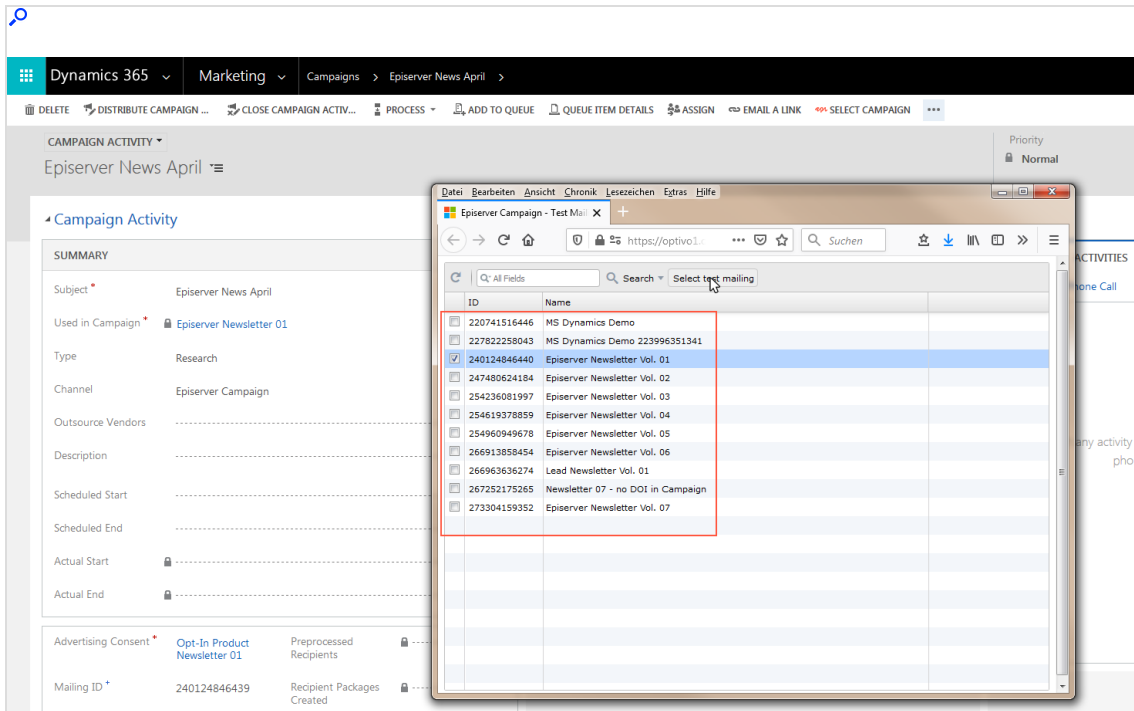 Dynamics 365 Marketing Campaigns > Episerver News April >
DELETE DISTRIBUTE CAMPAIGN ... CLOSE CAMPAIGN ACTIV... PROCESS ADD TO QUEUE QUEUE ITEM DETAILS ASSIGN EMAIL A LINK SELECT CAMPAIGN ...
CAMPAIGN ACTIVITY
Episerver News April
Priority
Normal
Campaign Activity
SUMMARY
Subject * Episerver News April
Used in Campaign * Episerver Newsletter 01
Type Research
Channel Episerver Campaign
Outsource Vendors
Description
Scheduled Start
Scheduled End
Actual Start
Actual End
Advertising Consent * Opt-In Product Newsletter 01
Preprocessed Recipients
Mailing ID + 240124846439
Recipient Packages Created
Datei Bearbeiten Ansicht Chronik Lesezeichen Extras Hilfe
Episerver Campaign - Test Mail
https://optivo1. Suchen
All Fields Search Select test mailing
ID Name
220741516446 MS Dynamics Demo
227822258043 MS Dynamics Demo 223996351341
240124846440 Episerver Newsletter Vol. 01
247480624184 Episerver Newsletter Vol. 02
254236081997 Episerver Newsletter Vol. 03
254619378859 Episerver Newsletter Vol. 04
254960949678 Episerver Newsletter Vol. 05
266913858454 Episerver Newsletter Vol. 06
266963636274 Lead Newsletter Vol. 01
267252175265 Newsletter 07 - no DOI in Campaign
273304159352 Episerver Newsletter Vol. 07
ACTIVITIES
one Call
any activity
pho